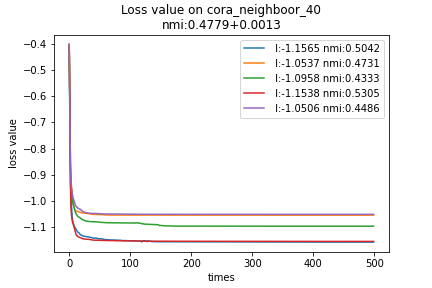 Loss value on cora_neighboor_40
nmi:0.4779+0.0013
l:-1.1565 nmi:0.5042
l:-1.0537 nmi:0.4731
l:-1.0958 nmi:0.4333
l:-1.1538 nmi:0.5305
l:-1.0506 nmi:0.4486
loss value
−0.4
−0.5
−0.6
−0.7
−0.8
−0.9
−1.0
−1.1
0 100 200 300 400 500
times